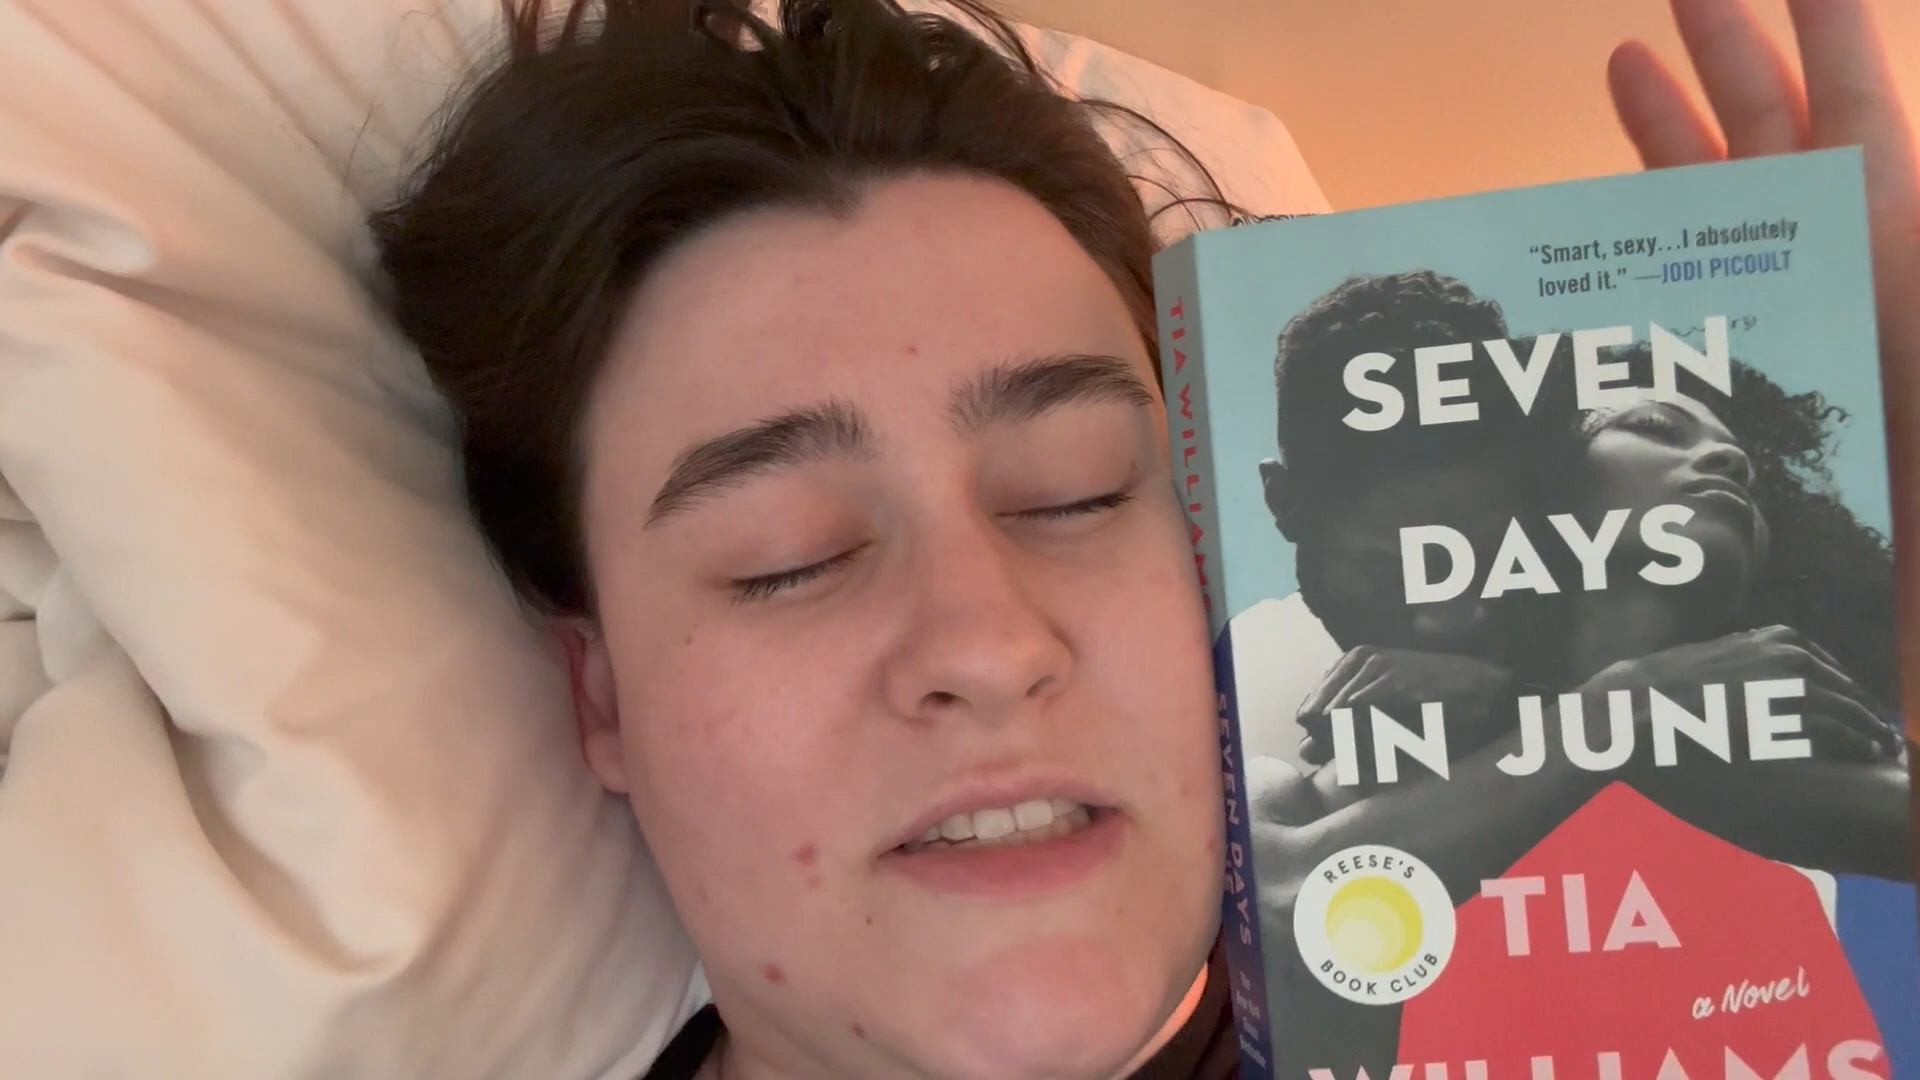 “Smart, sexy...I absolutely
loved it.” —JODI PICOULT
SEVEN
DAYS
IN JUNE
REESE'S
BOOK CLUB
TIA
a Novel
WILLIAMS
TIA WILLIAMS
SEVEN DAYS